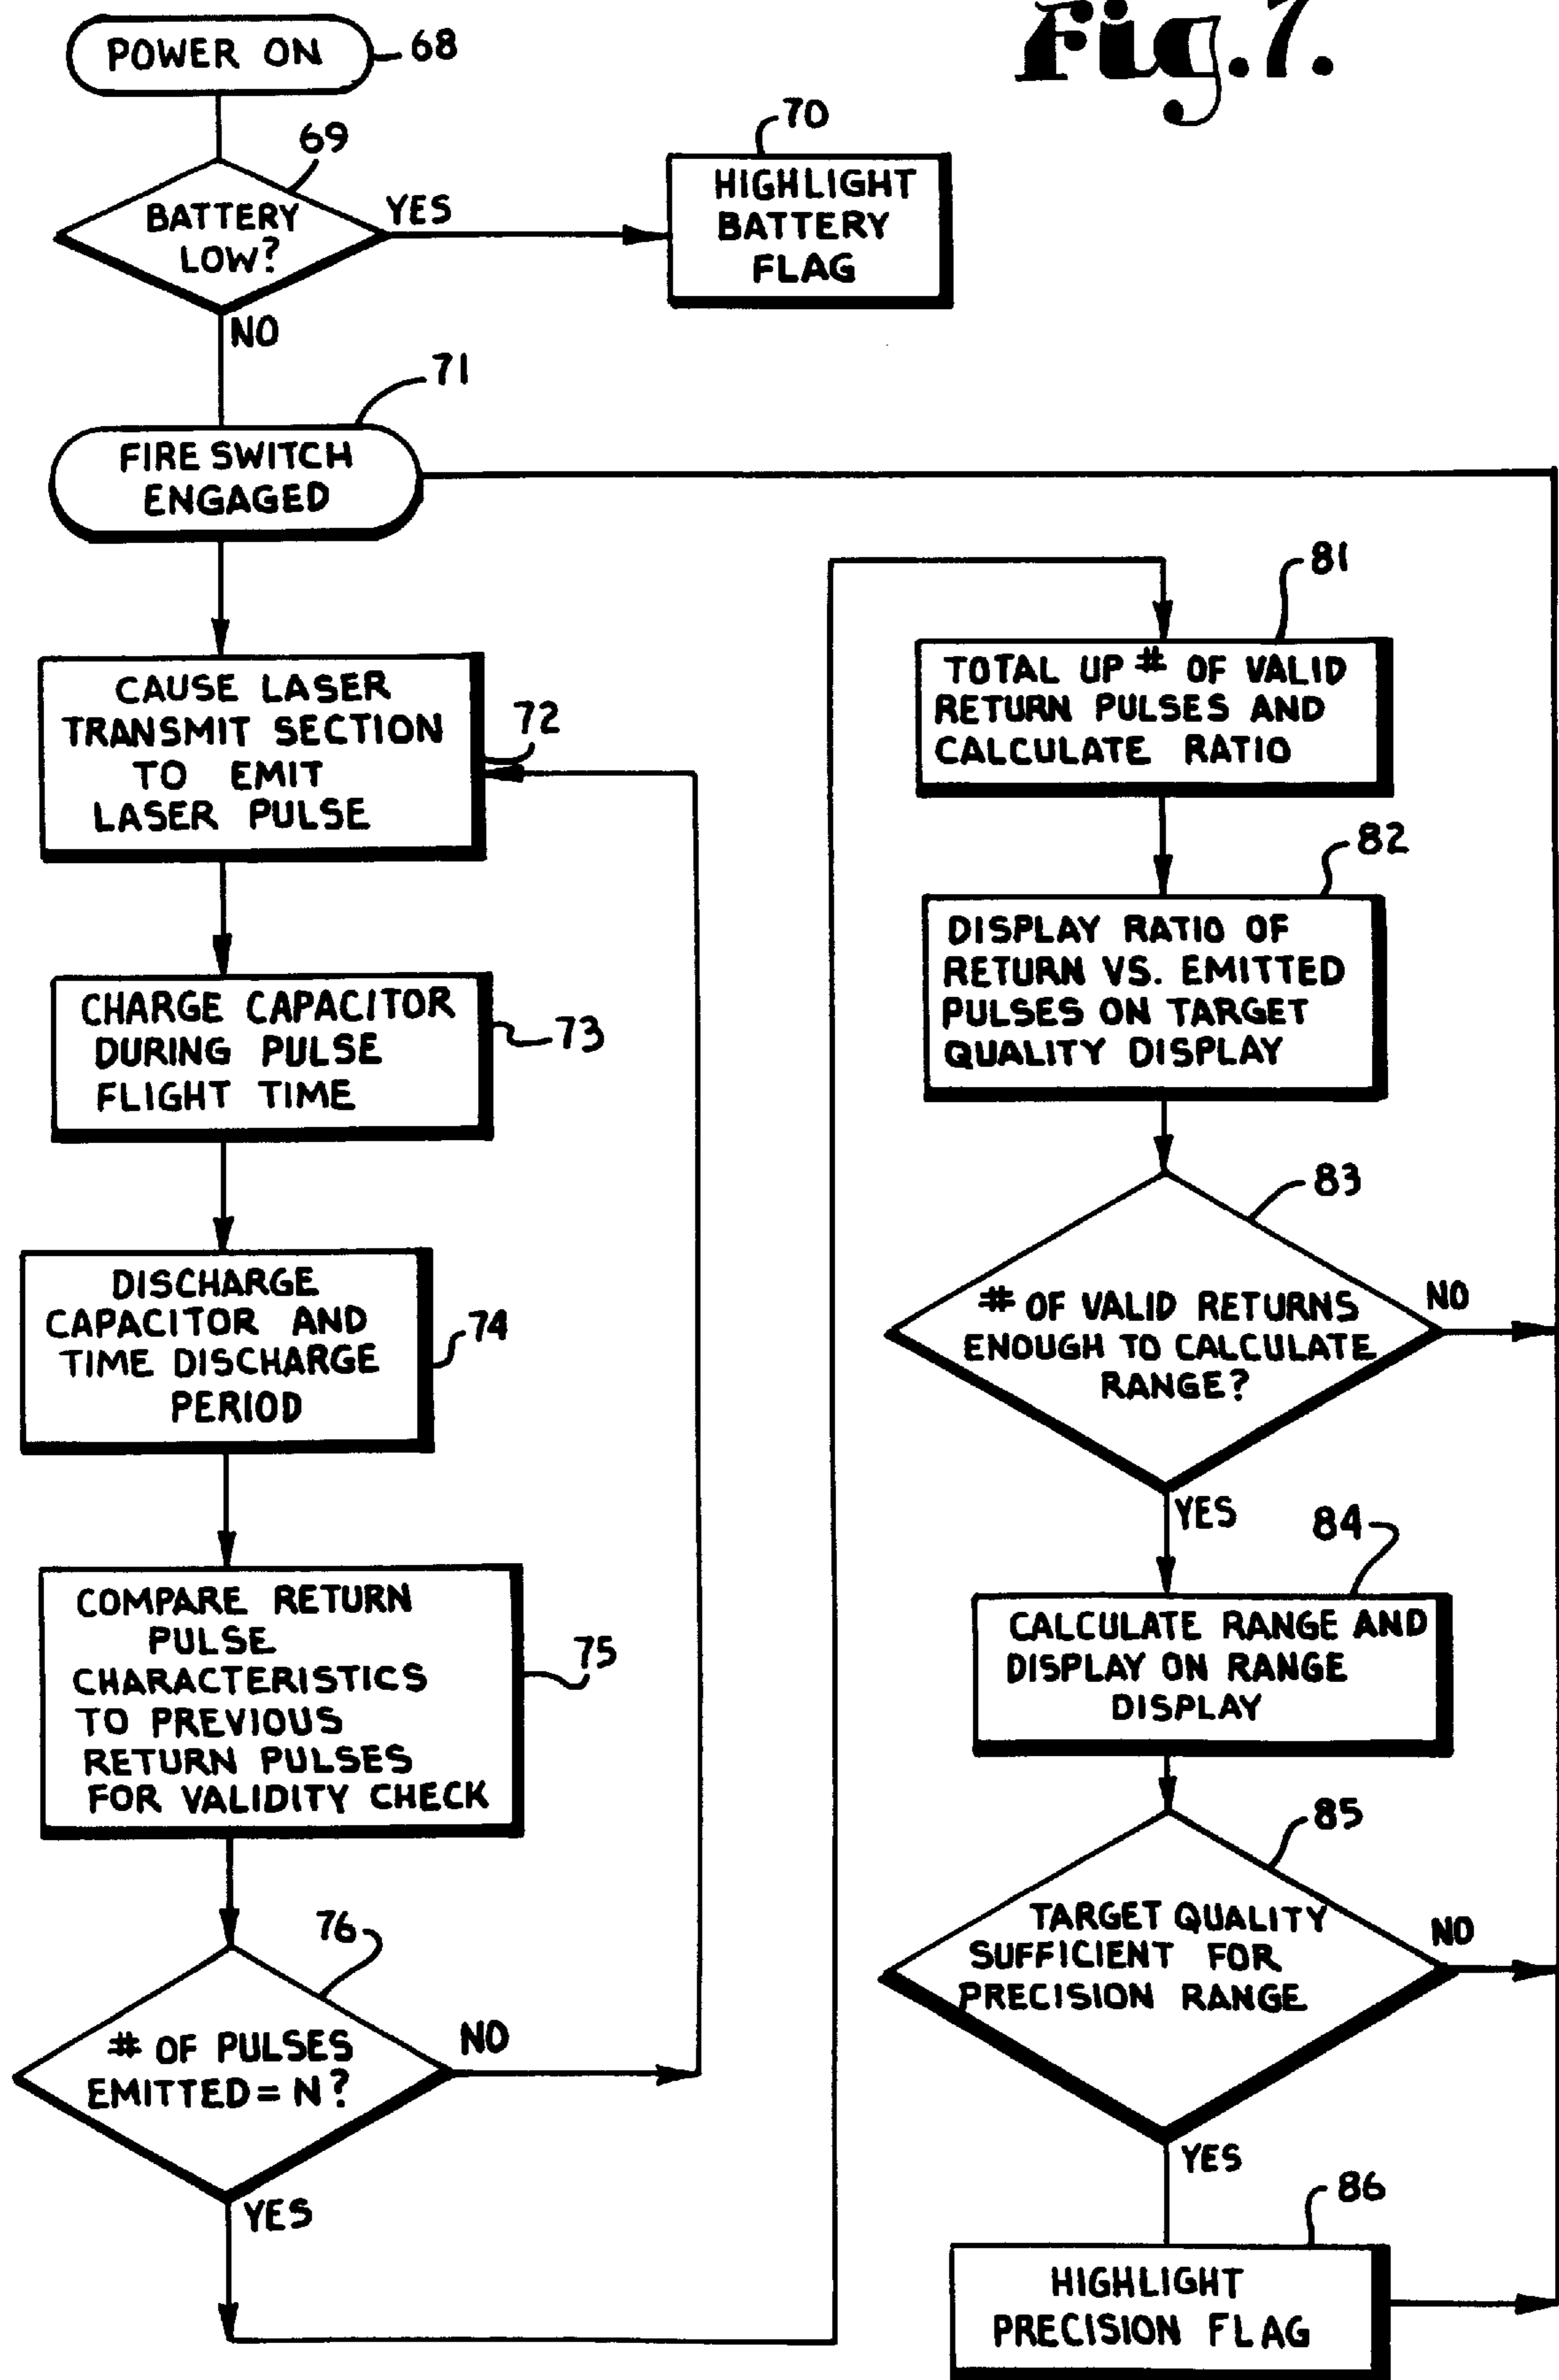 Fig.7.
POWER ON
68
69
BATTERY
LOW?
YES
70
HIGHLIGHT
BATTERY
FLAG
NO
71
FIRE SWITCH
ENGAGED
CAUSE LASER
TRANSMIT SECTION
TO EMIT
LASER PULSE
72
CHARGE CAPACITOR
DURING PULSE
FLIGHT TIME
73
DISCHARGE
CAPACITOR AND
TIME DISCHARGE
PERIOD
74
COMPARE RETURN
PULSE
CHARACTERISTICS
TO PREVIOUS
RETURN PULSES
FOR VALIDITY CHECK
75
76
# OF PULSES
EMITTED = N?
NO
YES
81
TOTAL UP # OF VALID
RETURN PULSES AND
CALCULATE RATIO
82
DISPLAY RATIO OF
RETURN VS. EMITTED
PULSES ON TARGET
QUALITY DISPLAY
83
# OF VALID RETURNS
ENOUGH TO CALCULATE
RANGE?
NO
YES
84
CALCULATE RANGE AND
DISPLAY ON RANGE
DISPLAY
85
TARGET QUALITY
SUFFICIENT FOR
PRECISION RANGE
NO
YES
86
HIGHLIGHT
PRECISION FLAG